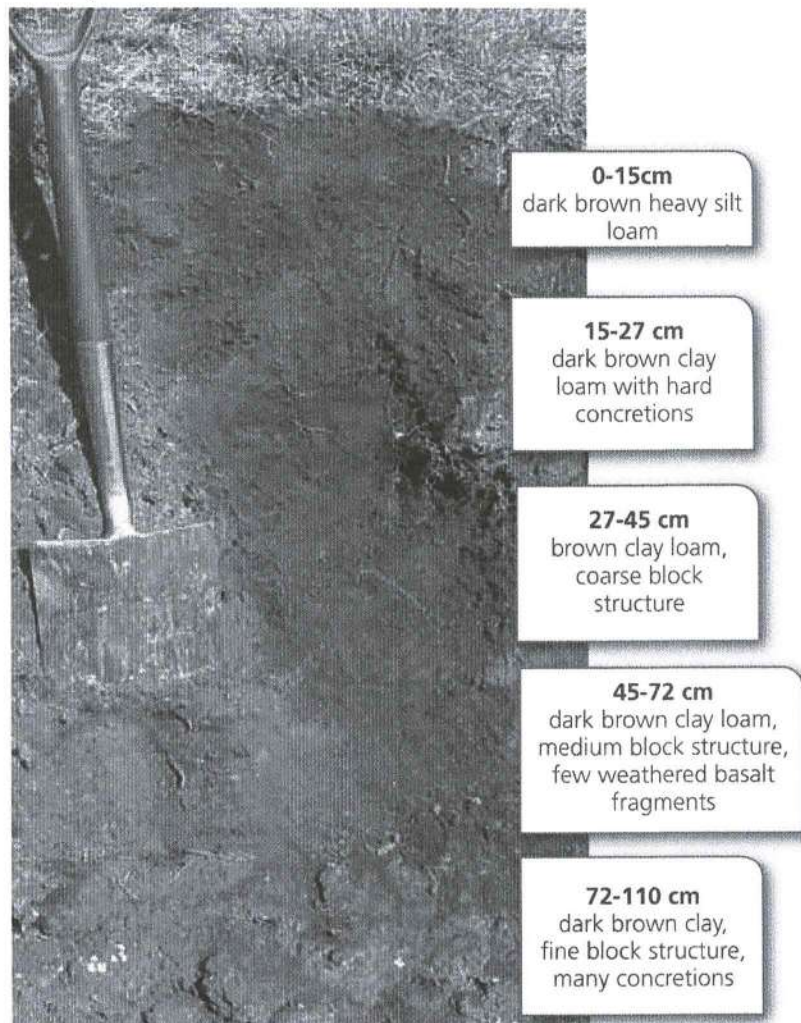 0-15cm
dark brown heavy silt
loam
15-27 cm
dark brown clay
loam with hard
concretions
27-45 cm
brown clay loam,
coarse block
structure
45-72 cm
dark brown clay loam,
medium block structure,
few weathered basalt
fragments
72-110 cm
dark brown clay,
fine block structure,
many concretions